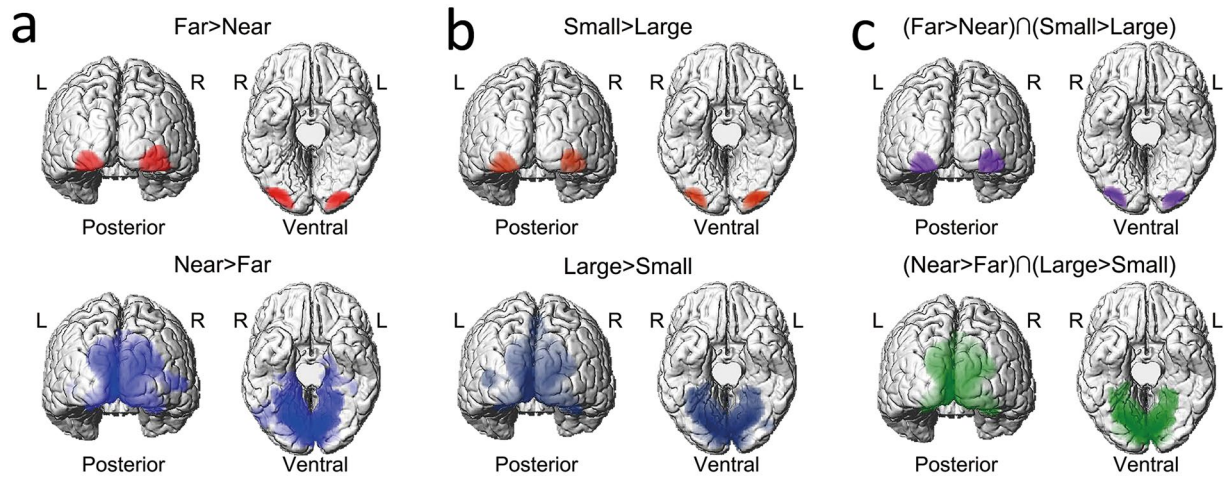 a
Far>Near
L R R L
Posterior Ventral
Near>Far
L R R L
Posterior Ventral
b
Small>Large
L R R L
Posterior Ventral
Large>Small
L R R L
Posterior Ventral
c
(Far>Near)∩(Small>Large)
L R R L
Posterior Ventral
(Near>Far)∩(Large>Small)
L R R L
Posterior Ventral